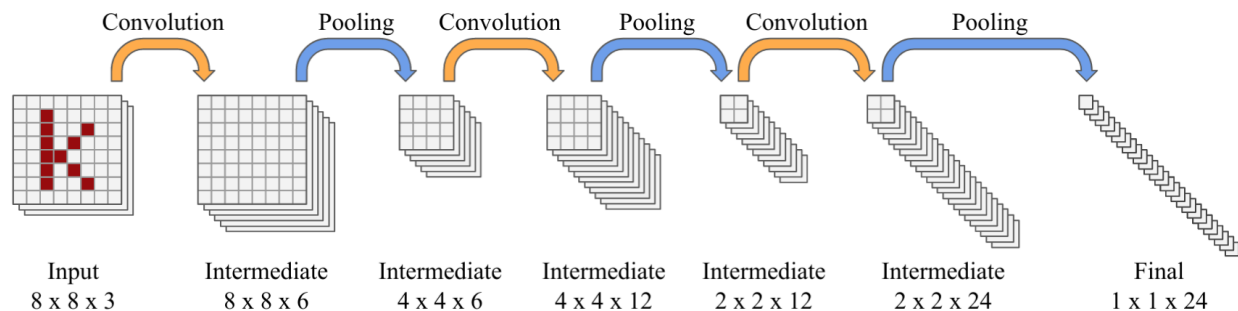 Convolution Pooling Convolution Pooling Convolution Pooling
k
Input Intermediate Intermediate Intermediate Intermediate Intermediate Final
8 x 8 x 3 8 x 8 x 6 4 x 4 x 6 4 x 4 x 12 2 x 2 x 12 2 x 2 x 24 1 x 1 x 24